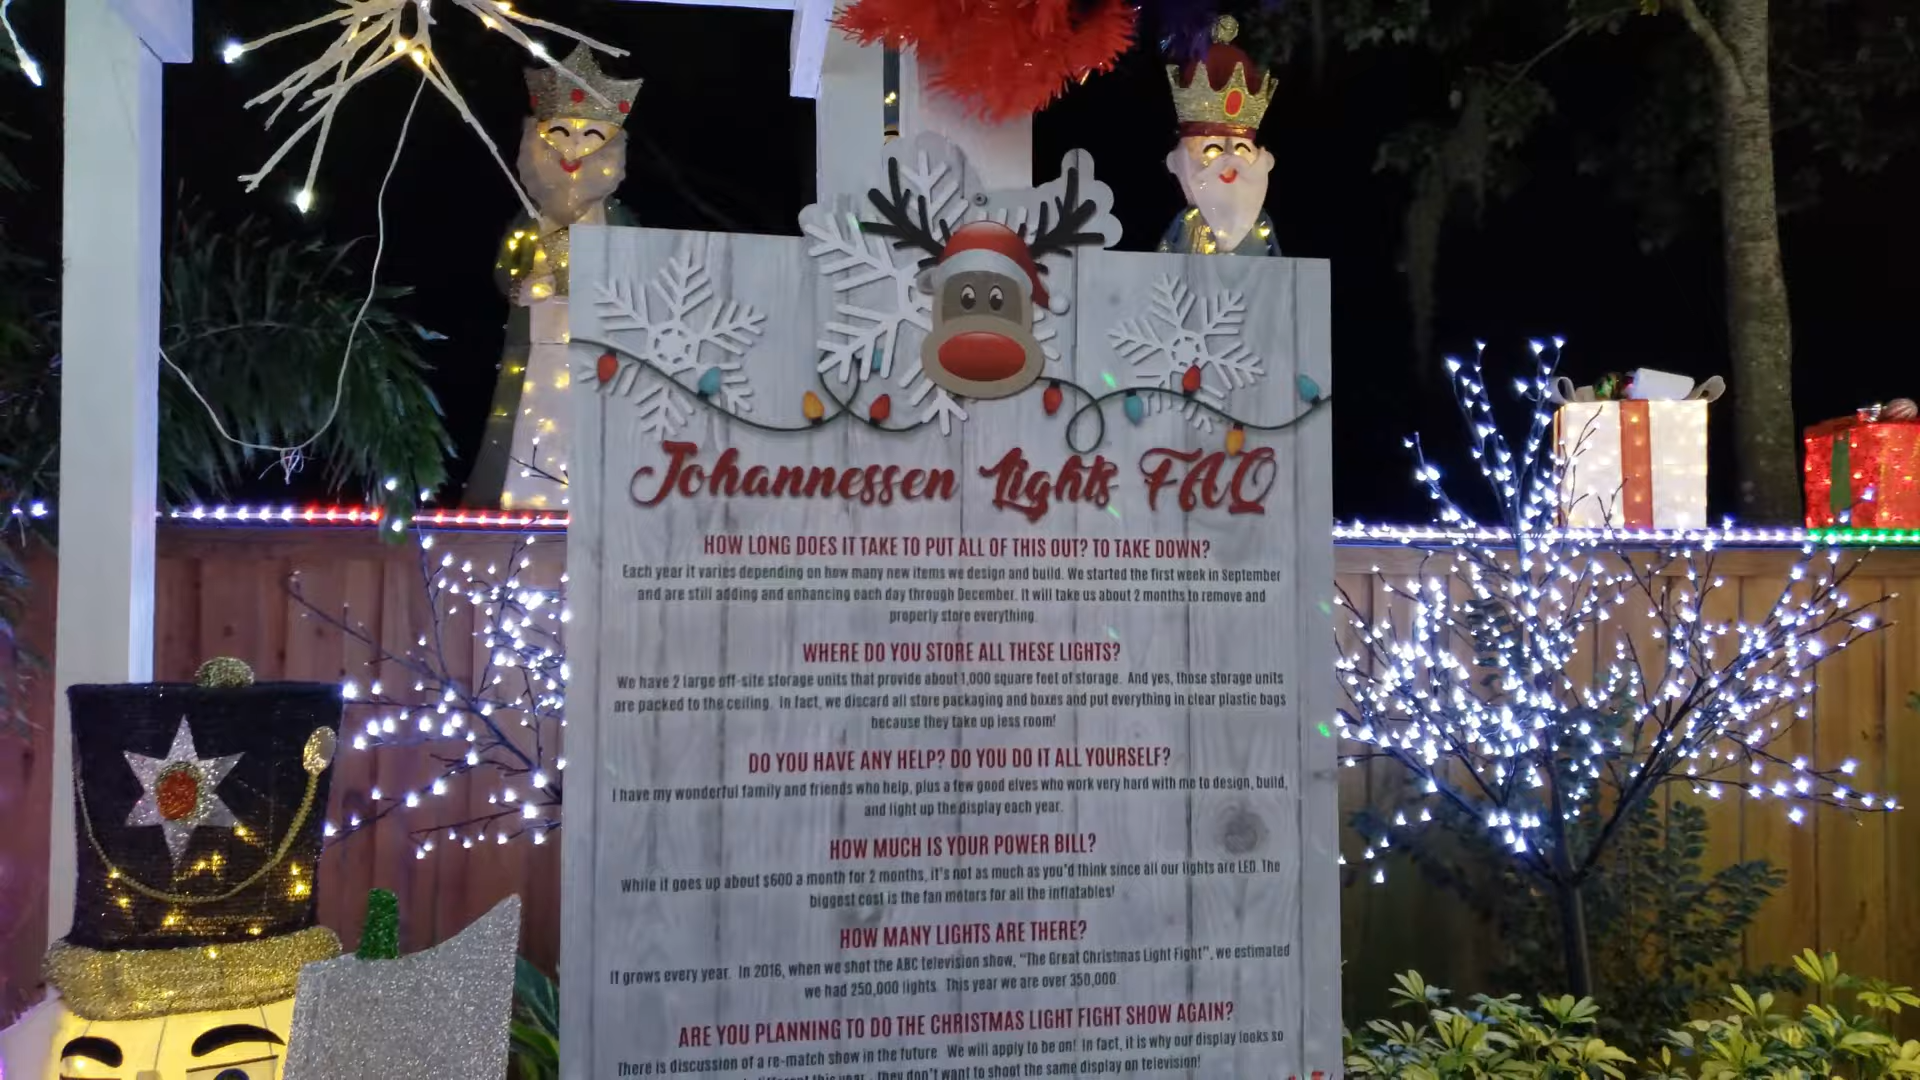 Johannessen Lights FAQ
HOW LONG DOES IT TAKE TO PUT ALL OF THIS OUT? TO TAKE DOWN?
Each year it varies depending on how many new items we design and build. We started the first week in September
and are still adding and enhancing each day through December. It will take us about 2 months to remove and
properly store everything.
WHERE DO YOU STORE ALL THESE LIGHTS?
We have 2 large off-site storage units that provide about 1,000 square feet of storage. And yes, those storage units
are packed to the ceiling. In fact, we discard all store packaging and boxes and put everything in clear plastic bags
because they take up less room!
DO YOU HAVE ANY HELP? DO YOU DO IT ALL YOURSELF?
I have my wonderful family and friends who help, plus a few good elves who work very hard with me to design, build,
and light up the display each year.
HOW MUCH IS YOUR POWER BILL?
While it goes up about $600 a month for 2 months, it's not as much as you'd think since all our lights are LED. The
biggest cost is the fan motors for all the inflatables!
HOW MANY LIGHTS ARE THERE?
It grows every year. In 2016, when we shot the ABC television show, "The Great Christmas Light Fight", we estimated
we had 250,000 lights. This year we are over 350,000.
ARE YOU PLANNING TO DO THE CHRISTMAS LIGHT FIGHT SHOW AGAIN?
There is discussion of a re-match show in the future. We will apply to be on! In fact, it is why our display looks so
different this year - they don't want to shoot the same display on television!